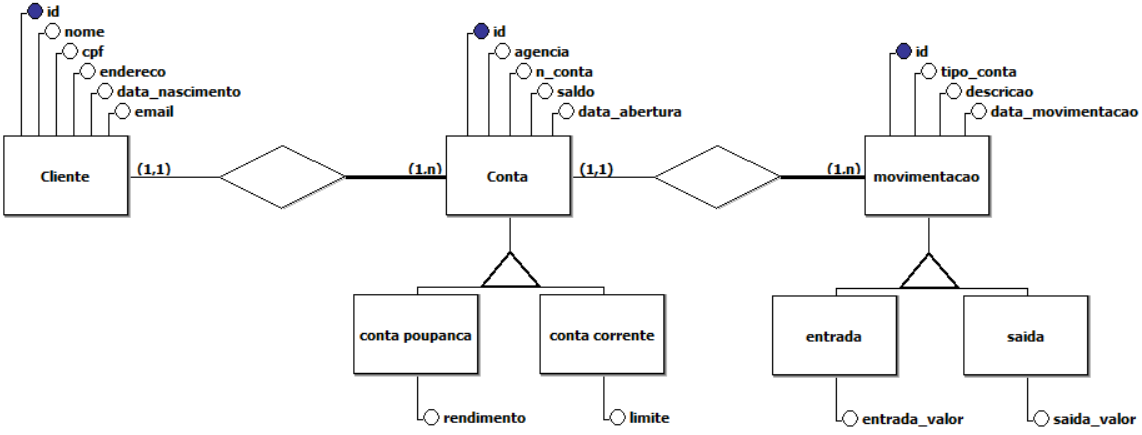 id
nome
cpf
endereco
data_nascimento
email
Cliente
(1,1)
(1.n)
id
agencia
n_conta
saldo
data_abertura
Conta
(1,1)
(1.n)
id
tipo_conta
descricao
data_movimentacao
movimentacao
conta poupanca
conta corrente
entrada
saida
rendimento
limite
entrada_valor
saida_valor